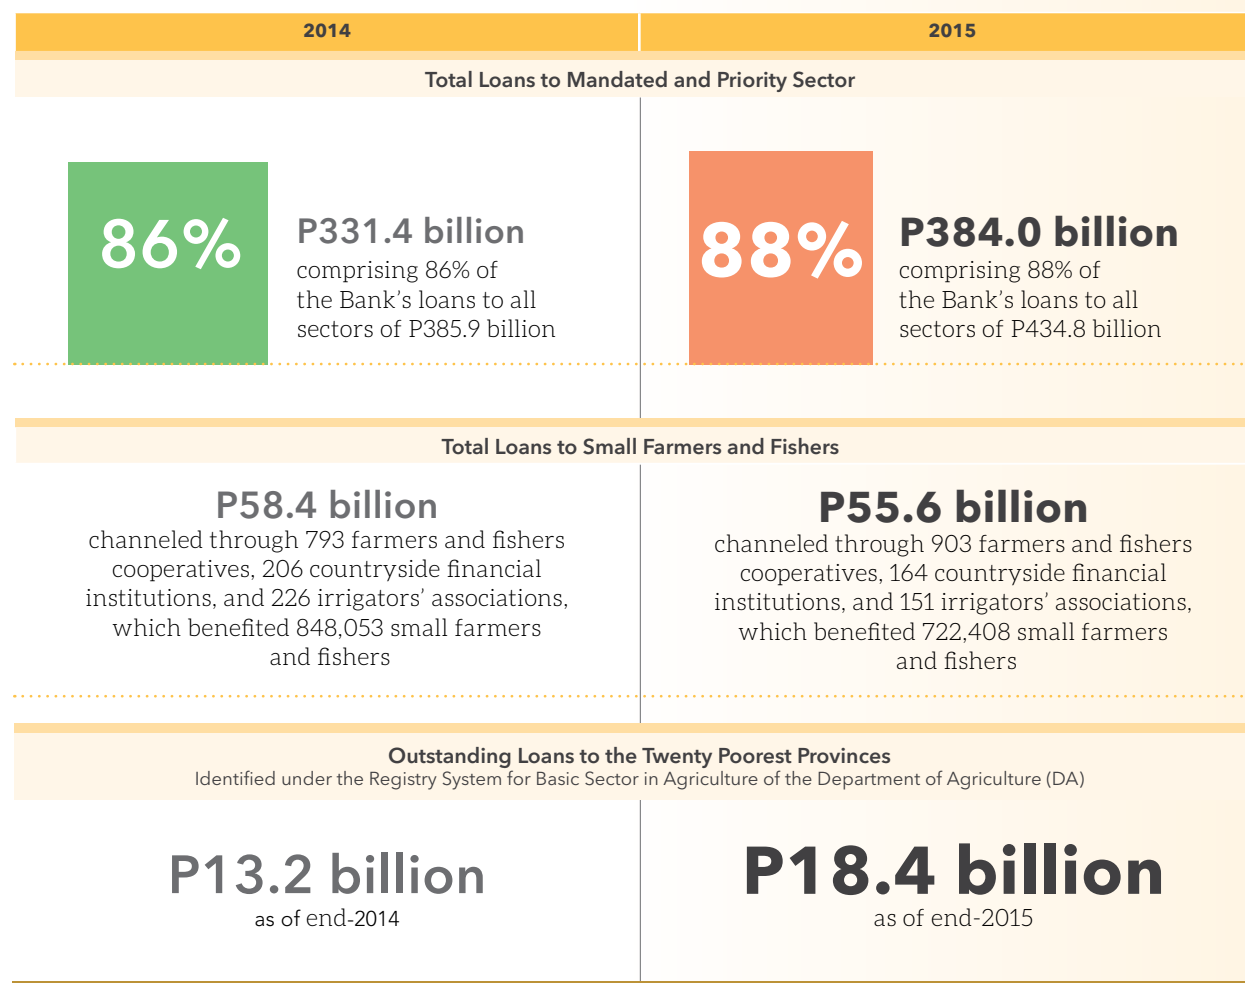 2014
2015
Total Loans to Mandated and Priority Sector
86%
P331.4 billion
comprising 86% of
the Bank’s loans to all
sectors of P385.9 billion
88%
P384.0 billion
comprising 88% of
the Bank’s loans to all
sectors of P434.8 billion
Total Loans to Small Farmers and Fishers
P58.4 billion
channeled through 793 farmers and fishers
cooperatives, 206 countryside financial
institutions, and 226 irrigators’ associations,
which benefited 848,053 small farmers
and fishers
P55.6 billion
channeled through 903 farmers and fishers
cooperatives, 164 countryside financial
institutions, and 151 irrigators’ associations,
which benefited 722,408 small farmers
and fishers
Outstanding Loans to the Twenty Poorest Provinces
Identified under the Registry System for Basic Sector in Agriculture of the Department of Agriculture (DA)
P13.2 billion
as of end-2014
P18.4 billion
as of end-2015